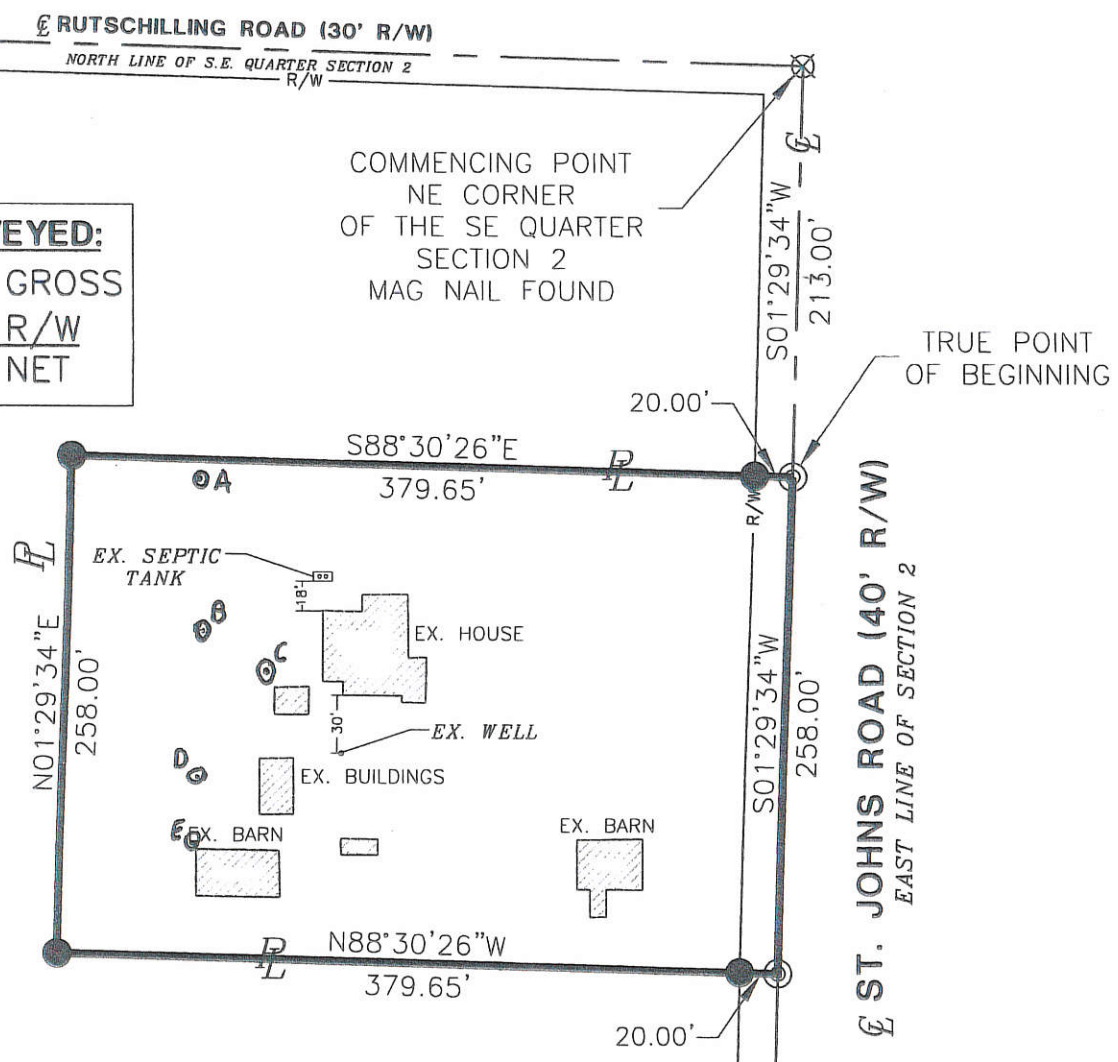 ℄ RUTSCHILLING ROAD (30' R/W)
NORTH LINE OF S.E. QUARTER SECTION 2
R/W
COMMENCING POINT
NE CORNER
OF THE SE QUARTER
SECTION 2
MAG NAIL FOUND
℄
S01°29'34"W
213.00'
EYED:
GROSS
R/W
NET
TRUE POINT
OF BEGINNING
20.00'
S88°30'26"E
379.65'
PL
R/W
A
PL
N01°29'34"E
258.00'
EX. SEPTIC
TANK
18'
B
C
EX. HOUSE
30'
EX. WELL
D
EX. BUILDINGS
E
EX. BARN
EX. BARN
S01°29'34"W
258.00'
℄ ST. JOHNS ROAD (40' R/W)
EAST LINE OF SECTION 2
PL
N88°30'26"W
379.65'
20.00'